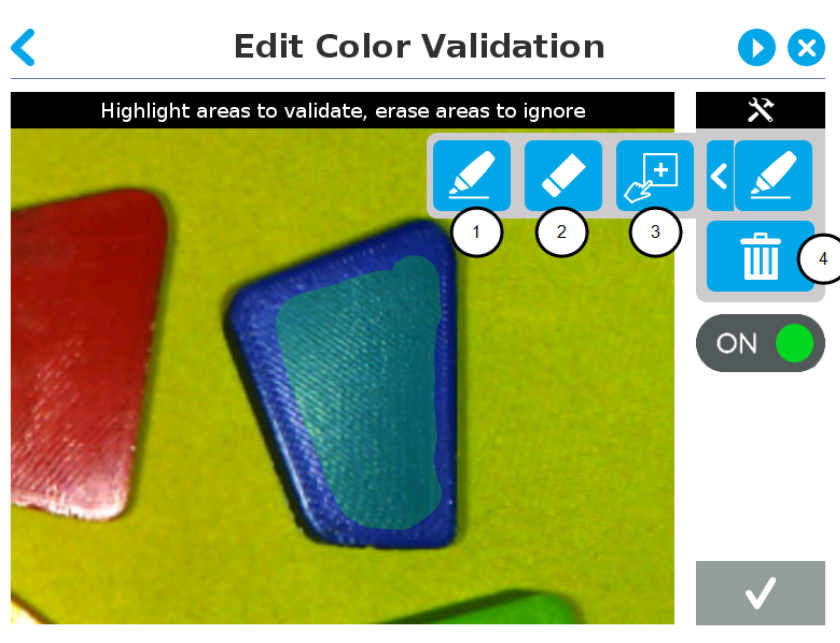 Edit Color Validation
Highlight areas to validate, erase areas to ignore
1
2
3
4
ON